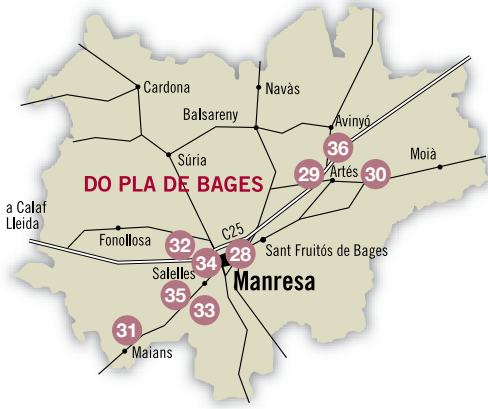 Cardona
Navàs
Balsareny
Avinyó
36
Súria
Moià
29
Artés
30
DO PLA DE BAGES
a Calaf
Lleida
C25
Fonollosa
32
Sant Fruitós de Bages
34
28
Salelles
Manresa
35
33
31
Maians